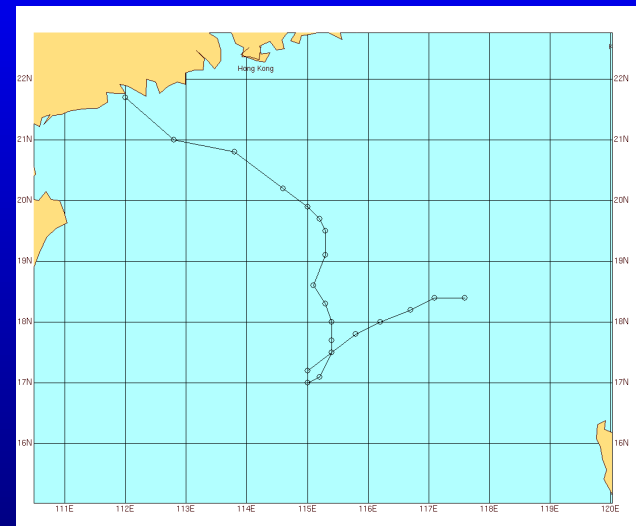 Hong Kong
22N 22N
21N 21N
20N 20N
19N 19N
18N 18N
17N 17N
16N 16N
111E 112E 113E 114E 115E 116E 117E 118E 119E 120E